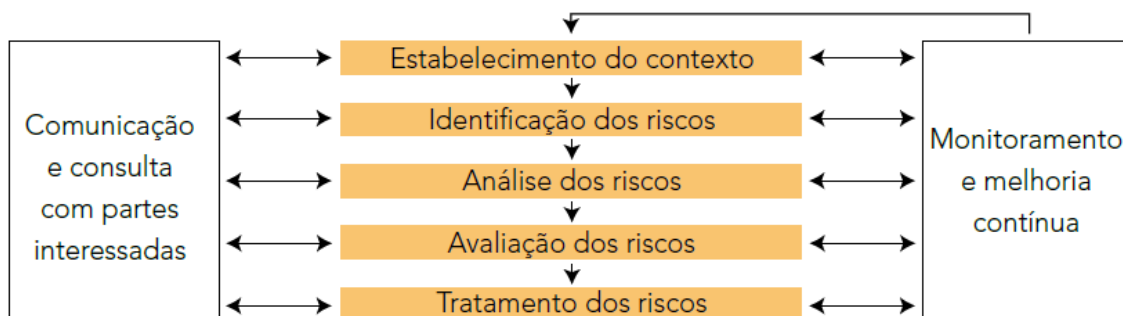 Comunicação
e consulta
com partes
interessadas
Estabelecimento do contexto
Identificação dos riscos
Análise dos riscos
Avaliação dos riscos
Tratamento dos riscos
Monitoramento
e melhoria
contínua